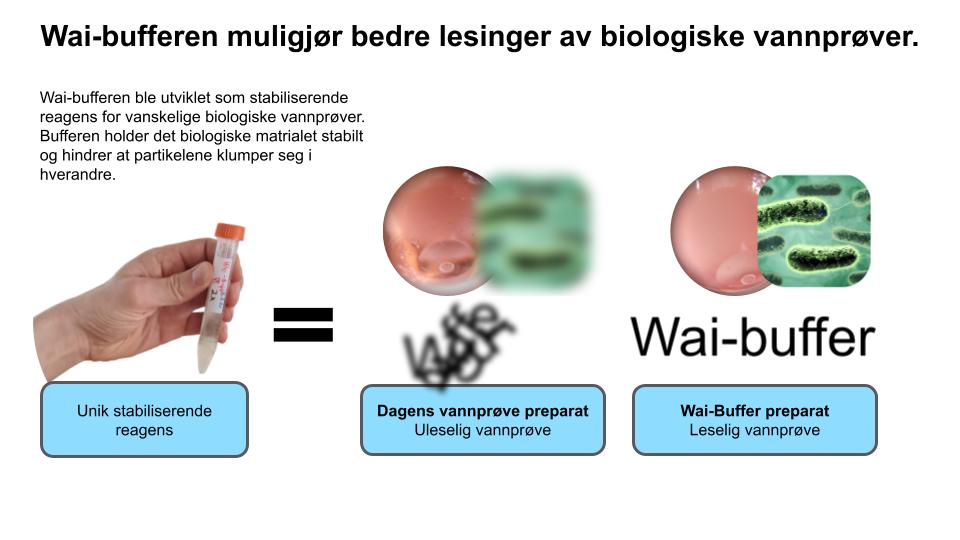 Wai-bufferen muligjør bedre lesinger av biologiske vannprøver.
Wai-bufferen ble utviklet som stabiliserende
reagens for vanskelige biologiske vannprøver.
Bufferen holder det biologiske matrialet stabilt
og hindrer at partikelene klumper seg i
hverandre.
Wai-buffer
Unik stabiliserende
reagens
Dagens vannprøve preparat
Uleselig vannprøve
Wai-Buffer preparat
Leselig vannprøve